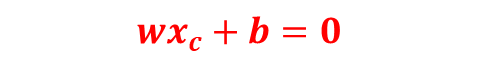 wx_c + b = 0